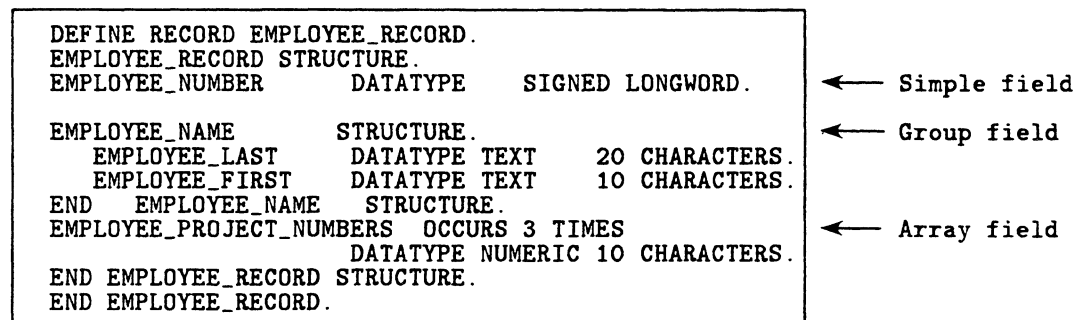 DEFINE RECORD EMPLOYEE_RECORD.
EMPLOYEE_RECORD STRUCTURE.
EMPLOYEE_NUMBER DATATYPE SIGNED LONGWORD. Simple field
EMPLOYEE_NAME STRUCTURE. Group field
EMPLOYEE_LAST DATATYPE TEXT 20 CHARACTERS.
EMPLOYEE_FIRST DATATYPE TEXT 10 CHARACTERS.
END EMPLOYEE_NAME STRUCTURE.
EMPLOYEE_PROJECT_NUMBERS OCCURS 3 TIMES Array field
DATATYPE NUMERIC 10 CHARACTERS.
END EMPLOYEE_RECORD STRUCTURE.
END EMPLOYEE_RECORD.